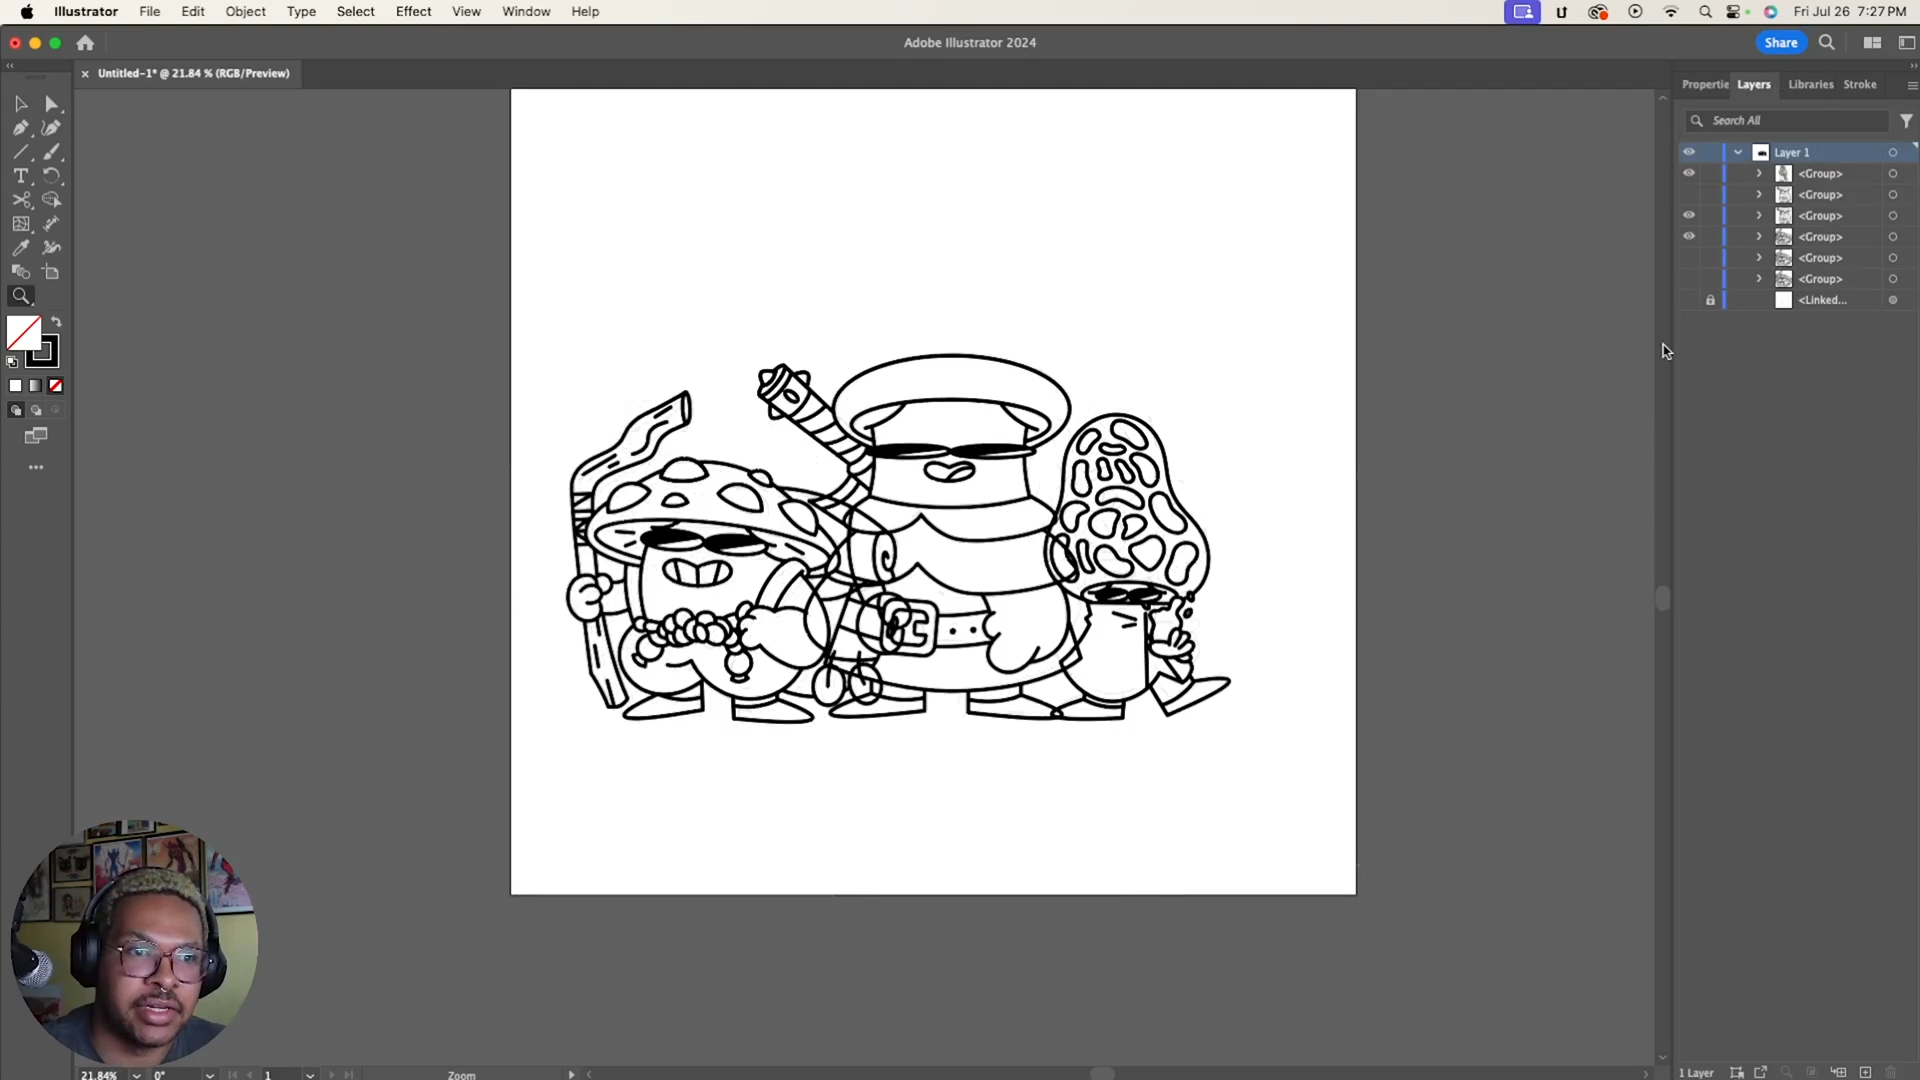 Illustrator File Edit Object Type Select Effect View Window Help Fri Jul 26 7:27 PM
Adobe Illustrator 2024 Share
× Untitled-1* @ 21.84 % (RGB/Preview)
Propertie Layers Libraries Stroke
Search All
Layer 1
<Group>
<Group>
<Group>
<Group>
<Group>
<Group>
<Linked...
21.84% 0° 1 Zoom 1 Layer